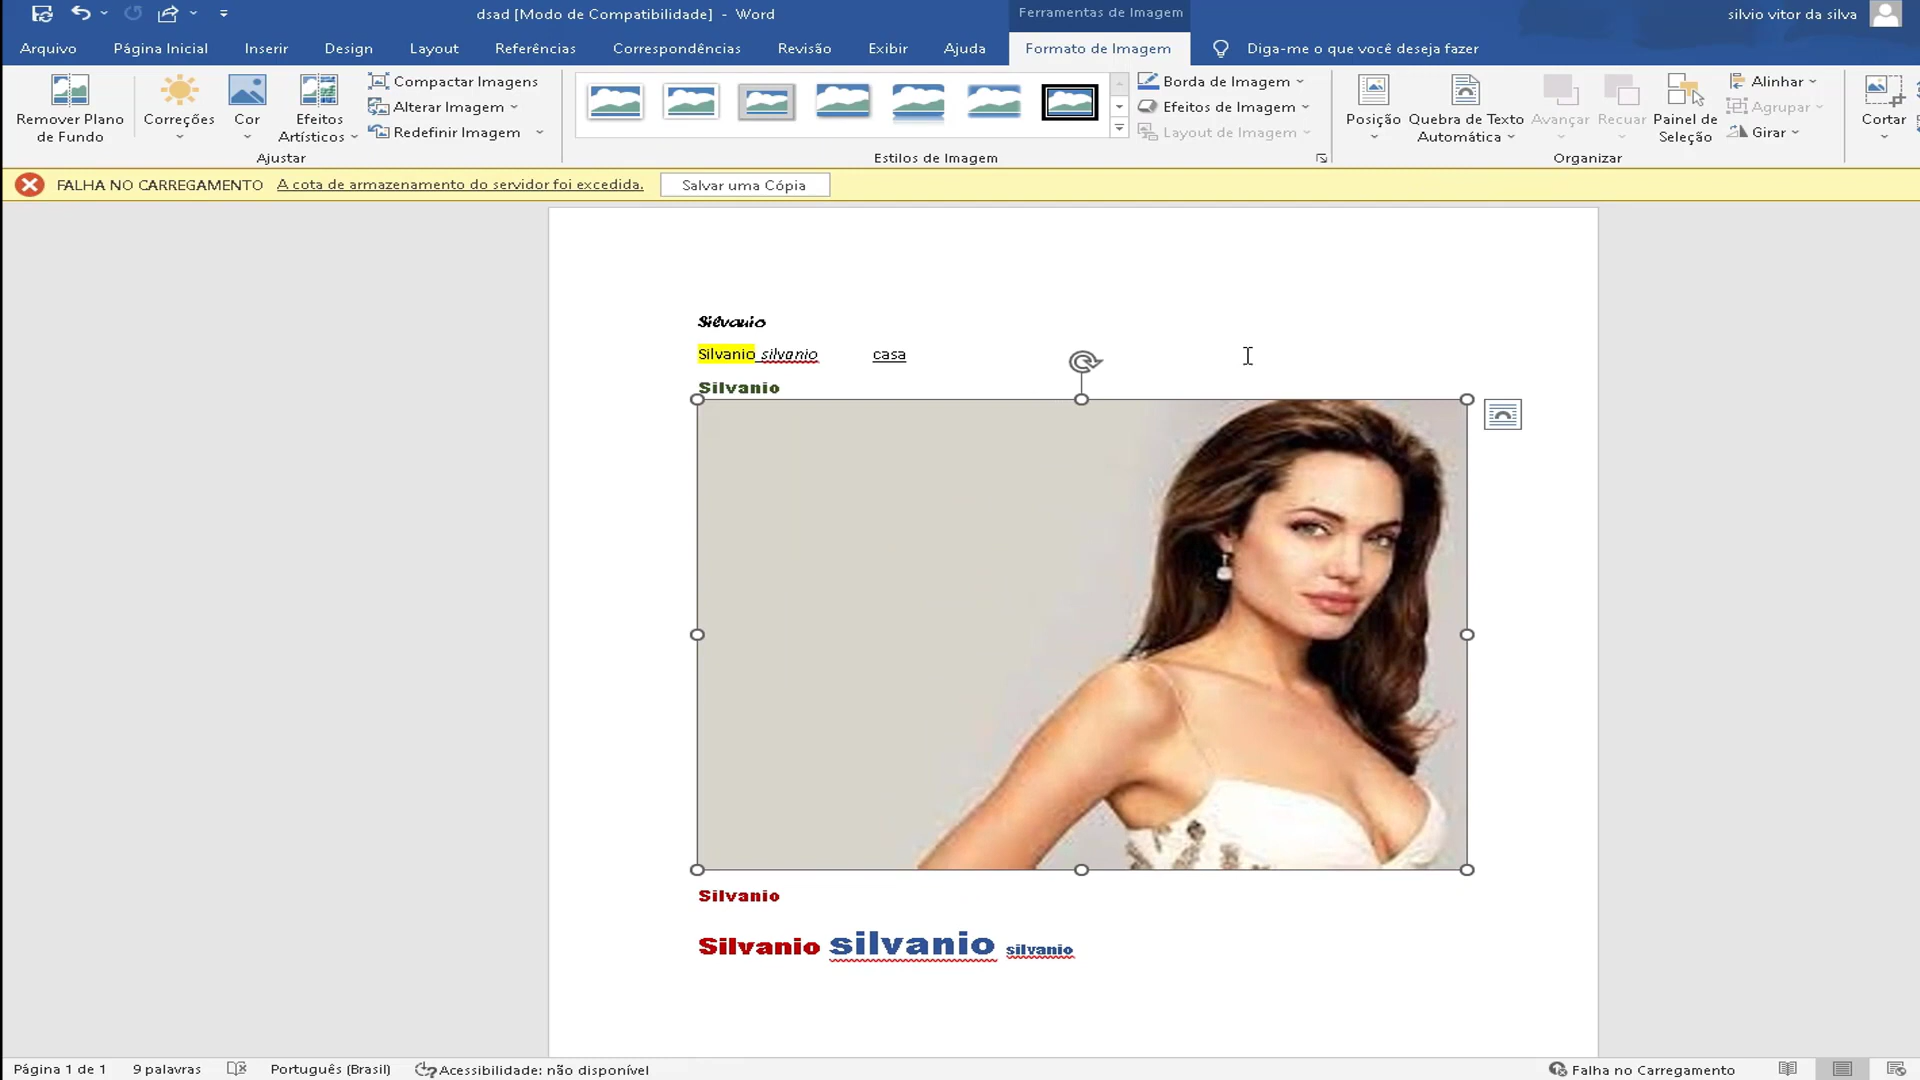 dsad [Modo de Compatibilidade] - Word
Ferramentas de Imagem
silvio vitor da silva
Arquivo Página Inicial Inserir Design Layout Referências Correspondências Revisão Exibir Ajuda Formato de Imagem Diga-me o que você deseja fazer
Remover Plano de Fundo
Correções
Cor
Efeitos Artísticos
Compactar Imagens
Alterar Imagem
Redefinir Imagem
Ajustar
Estilos de Imagem
Borda de Imagem
Efeitos de Imagem
Layout de Imagem
Posição
Quebra de Texto Automática
Avançar
Recuar
Painel de Seleção
Alinhar
Agrupar
Girar
Organizar
Cortar
FALHA NO CARREGAMENTO A cota de armazenamento do servidor foi excedida. Salvar uma Cópia
Silvanio
Silvanio silvanio casa
Silvanio
Silvanio
Silvanio silvanio silvanio
Página 1 de 1 9 palavras Português (Brasil) Acessibilidade: não disponível Falha no Carregamento